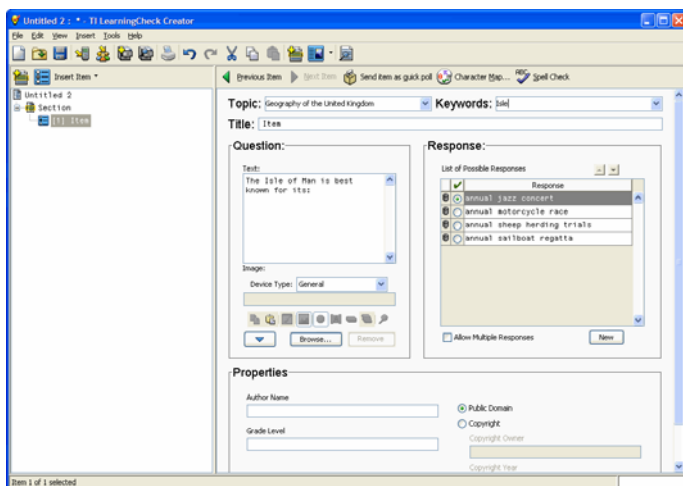 Untitled 2 : * - TI LearningCheck Creator
File Edit View Insert Tools Help
Insert Item
Previous Item Next Item Send item as quick poll Character Map... Spell Check
Untitled 2
Section
[1] Item
Topic: Geography of the United Kingdom Keywords: Isle
Title: Item
Question:
Text:
The Isle of Man is best
known for its:
Image:
Device Type: General
Browse... Remove
Response:
List of Possible Responses
Response
annual jazz concert
annual motorcycle race
annual sheep herding trials
annual sailboat regatta
Allow Multiple Responses New
Properties
Author Name
Grade Level
Public Domain
Copyright
Copyright Owner
Copyright Year
Item 1 of 1 selected